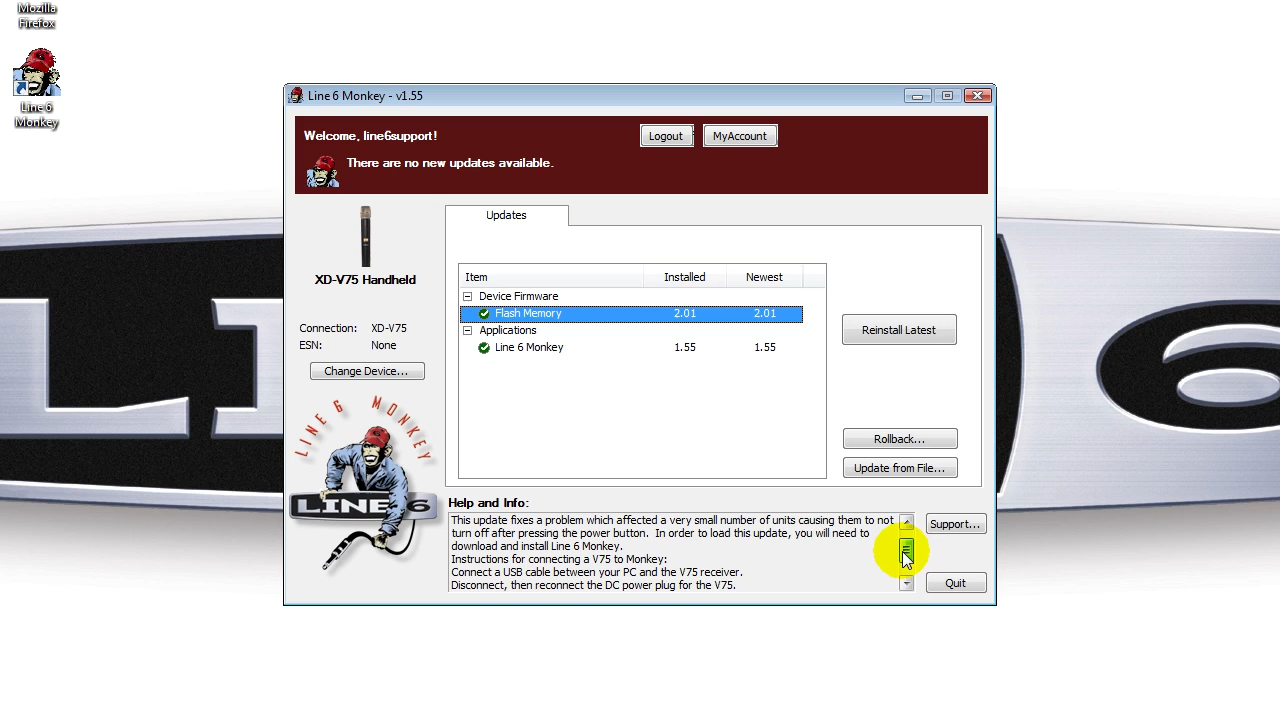 Mozilla
Firefox
Line 6
Monkey
Line 6 Monkey - v1.55
Welcome, line6support!
Logout
MyAccount
There are no new updates available.
Updates
XD-V75 Handheld
Item Installed Newest
Device Firmware
Flash Memory 2.01 2.01
Applications
Line 6 Monkey 1.55 1.55
Connection: XD-V75
ESN: None
Change Device...
Reinstall Latest
Rollback...
Update from File...
LINE 6 MONKEY
LINE 6
Help and Info:
This update fixes a problem which affected a very small number of units causing them to not
turn off after pressing the power button. In order to load this update, you will need to
download and install Line 6 Monkey.
Instructions for connecting a V75 to Monkey:
Connect a USB cable between your PC and the V75 receiver.
Disconnect, then reconnect the DC power plug for the V75.
Support...
Quit
LI 6